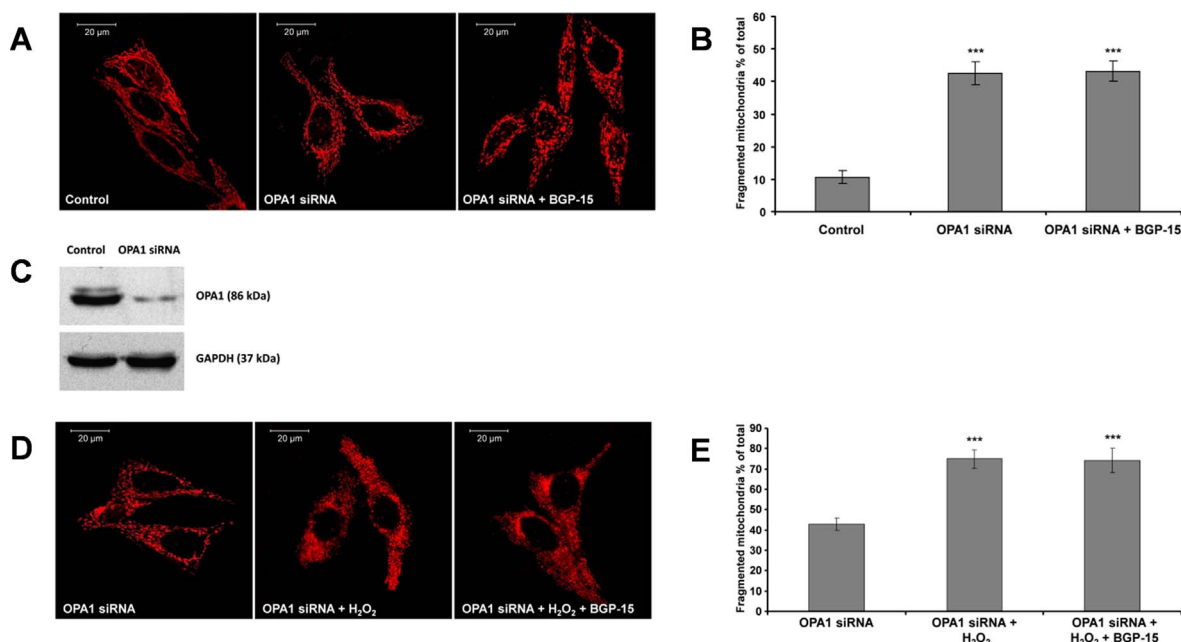 A
20 µm
20 µm
20 µm
Control
OPA1 siRNA
OPA1 siRNA + BGP-15
B
Fragmented mitochondria % of total
60
50
40
30
20
10
0
***
***
Control
OPA1 siRNA
OPA1 siRNA + BGP-15
C
Control
OPA1 siRNA
OPA1 (86 kDa)
GAPDH (37 kDa)
D
20 µm
20 µm
20 µm
OPA1 siRNA
OPA1 siRNA + H₂O₂
OPA1 siRNA + H₂O₂ + BGP-15
E
Fragmented mitochondria % of total
100
90
80
70
60
50
40
30
20
10
0
***
***
OPA1 siRNA
OPA1 siRNA +
H₂O₂
OPA1 siRNA +
H₂O₂ + BGP-15